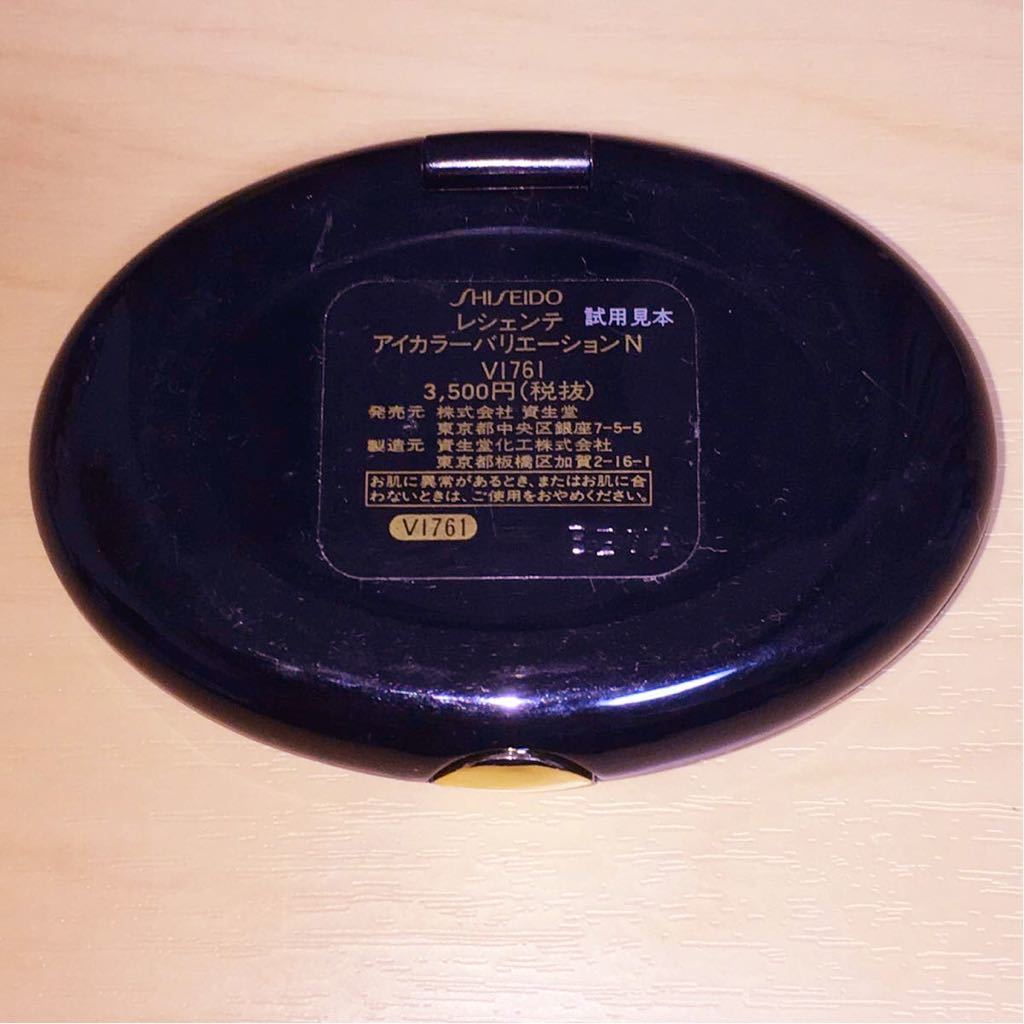 SHISEIDO
レシェンテ 試用見本
アイカラーバリエーションN
VI761
3,500円(税抜)
発売元 株式会社 資生堂
東京都中央区銀座7-5-5
製造元 資生堂化工株式会社
東京都板橋区加賀2-16-1
お肌に異常があるとき、またはお肌に合
わないときは、ご使用をおやめください。
VI761